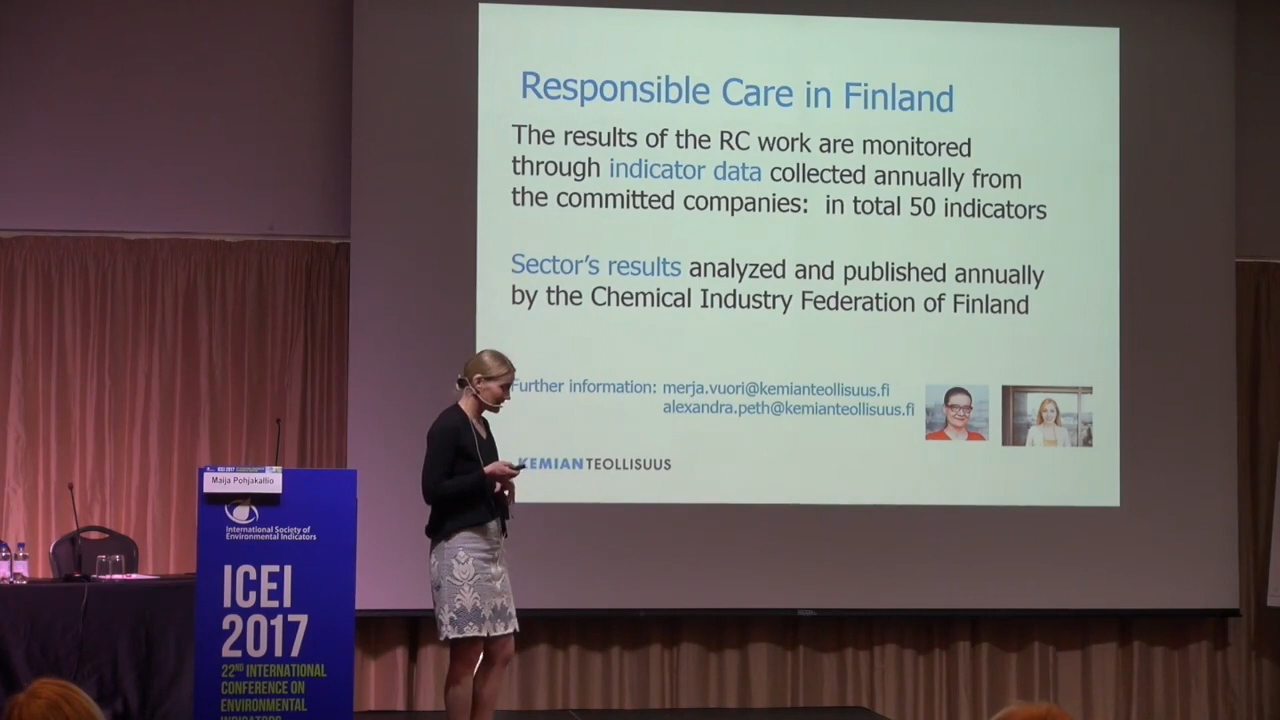 Responsible Care in Finland
The results of the RC work are monitored
through indicator data collected annually from
the committed companies: in total 50 indicators
Sector's results analyzed and published annually
by the Chemical Industry Federation of Finland
Further information: merja.vuori@kemianteollisuus.fi
alexandra.peth@kemianteollisuus.fi
KEMIANTEOLLISUUS
ICEI 2017
Maija Pohjakallio
International Society of
Environmental Indicators
ICEI
2017
22ND INTERNATIONAL
CONFERENCE ON
ENVIRONMENTAL
INDICATORS